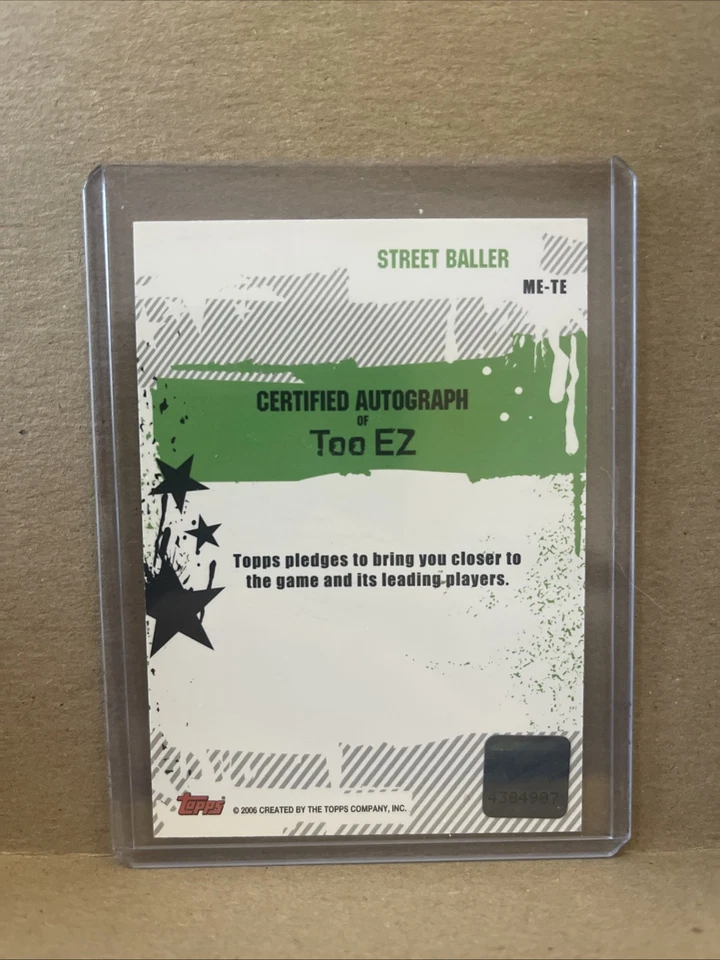 STREET BALLER
ME-TE
CERTIFIED AUTOGRAPH
OF
Too EZ
Topps pledges to bring you closer to
the game and its leading players.
topps
© 2006 CREATED BY THE TOPPS COMPANY, INC.